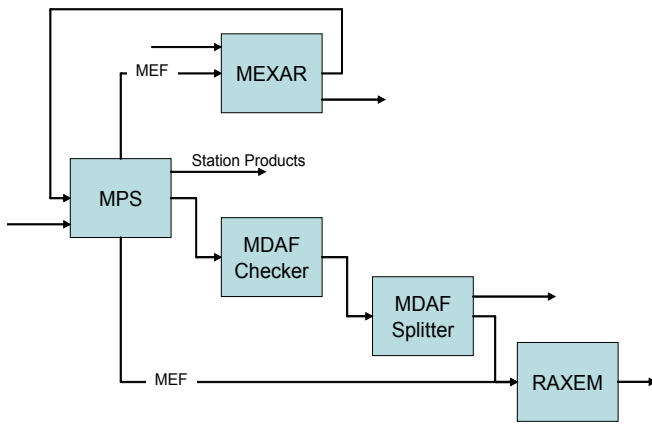 MEF
MEXAR
Station Products
MPS
MDAF
Checker
MDAF
Splitter
MEF
RAXEM